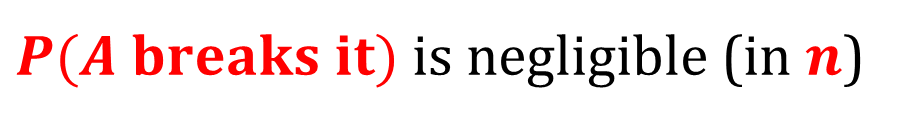 P(A breaks it) is negligible (in n)